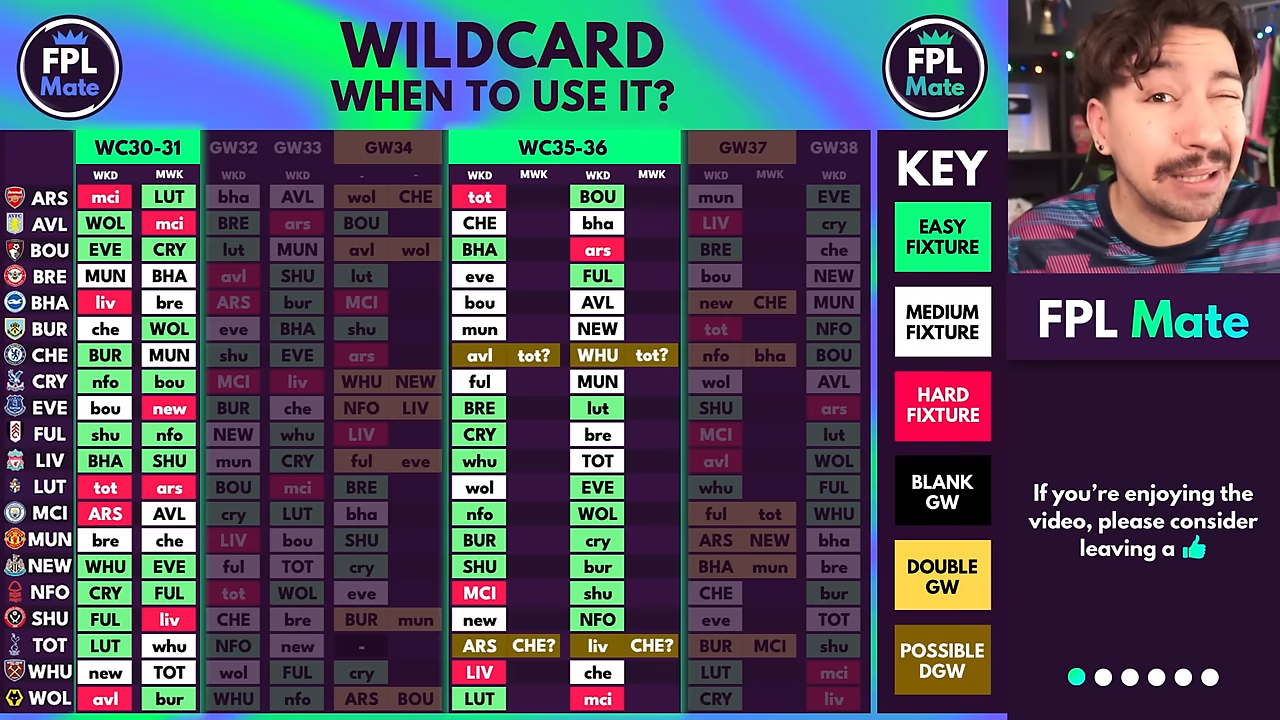 FPL
Mate
WILDCARD
WHEN TO USE IT?
FPL
Mate
WC30-31 GW32 GW33 GW34 WC35-36 GW37 GW38
WKD MWK WKD WKD - - WKD MWK WKD MWK WKD MWK WKD
ARS mci LUT bha AVL wol CHE tot BOU mun EVE
AVL WOL mci BRE ars BOU CHE bha LIV cry
BOU EVE CRY lut MUN avl wol BHA ars BRE che
BRE MUN BHA avl SHU lut eve FUL bou NEW
BHA liv bre ARS bur MCI bou AVL new CHE MUN
BUR che WOL eve BHA shu mun NEW tot NFO
CHE BUR MUN shu EVE ars avl tot? WHU tot? nfo bha BOU
CRY nfo bou MCI liv WHU NEW ful MUN wol AVL
EVE bou new BUR che NFO LIV BRE lut SHU ars
FUL shu nfo NEW whu LIV CRY bre MCI lut
LIV BHA SHU mun CRY ful eve whu TOT avl WOL
LUT tot ars BOU mci BRE wol EVE whu FUL
MCI ARS AVL cry LUT bha nfo WOL ful tot WHU
MUN bre che LIV bou SHU BUR cry ARS NEW bha
NEW WHU EVE ful TOT cry SHU bur BHA mun bre
NFO CRY FUL tot WOL eve MCI shu CHE bur
SHU FUL liv CHE bre BUR mun new NFO eve TOT
TOT LUT whu NFO new - ARS CHE? liv CHE? BUR MCI shu
WHU new TOT wol FUL cry LIV che LUT mci
WOL avl bur WHU nfo ARS BOU LUT mci CRY liv
KEY
EASY
FIXTURE
MEDIUM
FIXTURE
HARD
FIXTURE
BLANK
GW
DOUBLE
GW
POSSIBLE
DGW
FPL Mate
If you're enjoying the
video, please consider
leaving a 👍